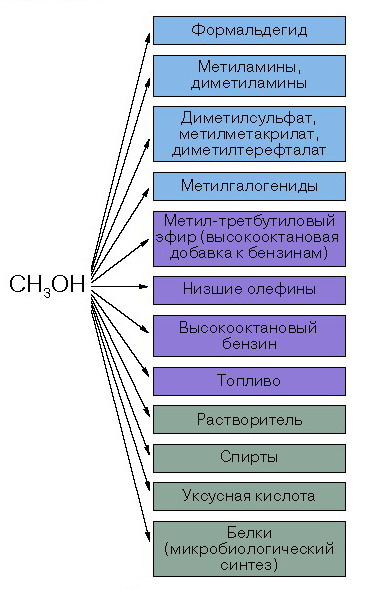 Формальдегид
Метиламины,
диметиламины
Диметилсульфат,
метилметакрилат,
диметилтерефталат
Метилгалогениды
Метил-третбутиловый
эфир (высокооктановая
добавка к бензинам)
CH₃OH
Низшие олефины
Высокооктановый
бензин
Топливо
Растворитель
Спирты
Уксусная кислота
Белки
(микробиологический
синтез)